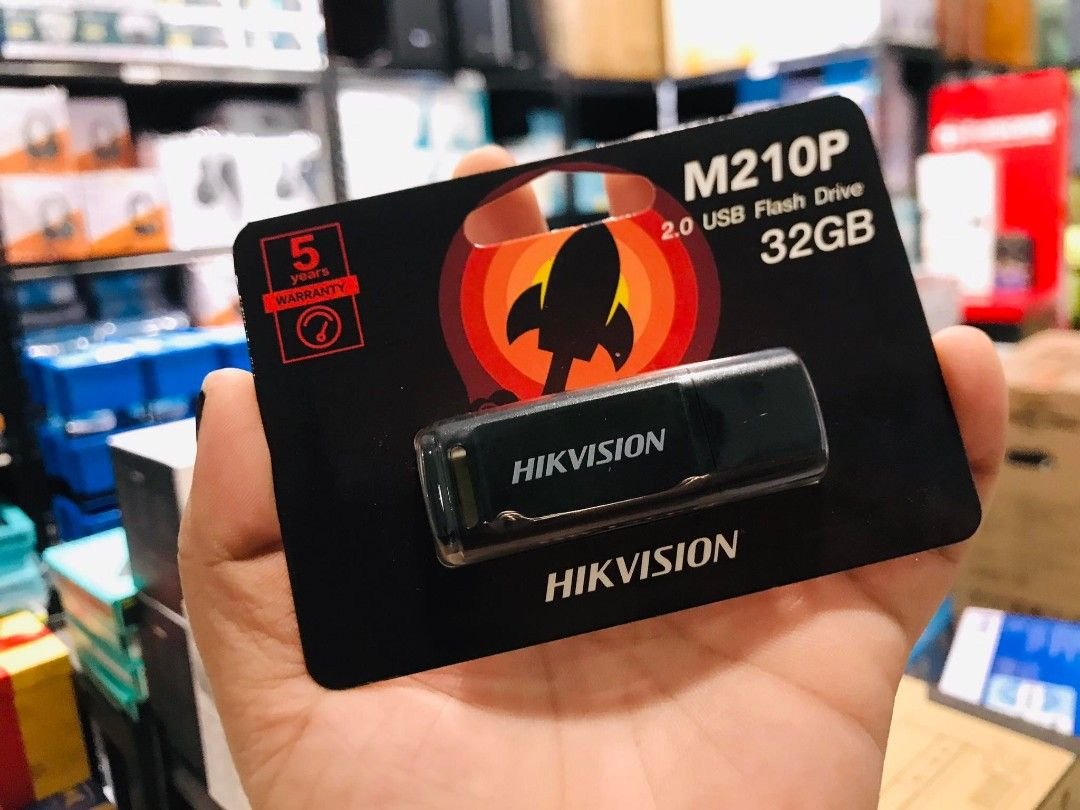 M210P
2.0 USB Flash Drive
32GB
5
years
WARRANTY
HIKVISION
HIKVISION